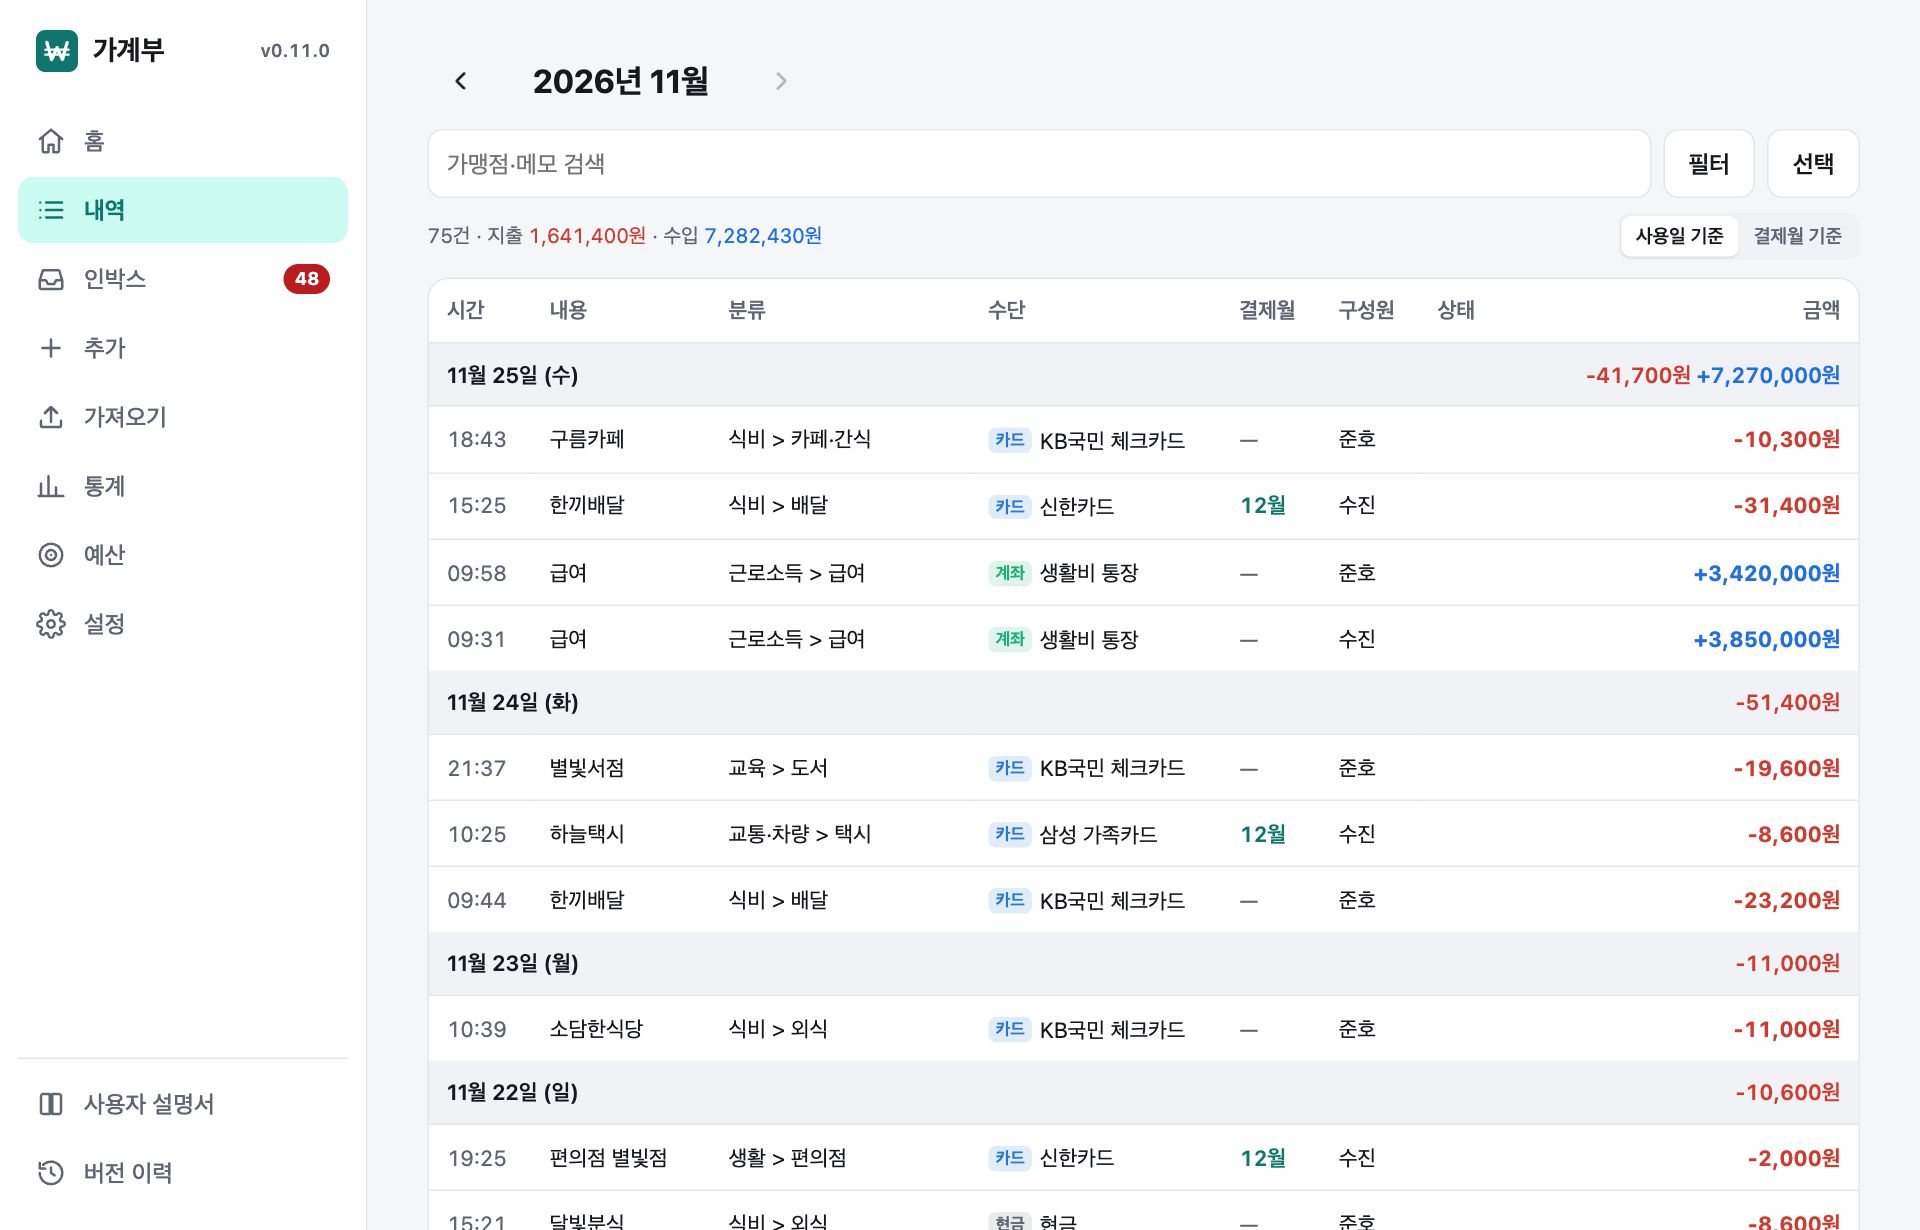 가계부 v0.11.0
홈
내역
인박스 48
추가
가져오기
통계
예산
설정
사용자 설명서
버전 이력
2026년 11월
가맹점·메모 검색 필터 선택
75건 · 지출 1,641,400원 · 수입 7,282,430원 사용일 기준 결제월 기준
시간 내용 분류 수단 결제월 구성원 상태 금액
11월 25일 (수) -41,700원 +7,270,000원
18:43 구름카페 식비 > 카페·간식 카드 KB국민 체크카드 — 준호 -10,300원
15:25 한끼배달 식비 > 배달 카드 신한카드 12월 수진 -31,400원
09:58 급여 근로소득 > 급여 계좌 생활비 통장 — 준호 +3,420,000원
09:31 급여 근로소득 > 급여 계좌 생활비 통장 — 수진 +3,850,000원
11월 24일 (화) -51,400원
21:37 별빛서점 교육 > 도서 카드 KB국민 체크카드 — 준호 -19,600원
10:25 하늘택시 교통·차량 > 택시 카드 삼성 가족카드 12월 수진 -8,600원
09:44 한끼배달 식비 > 배달 카드 KB국민 체크카드 — 준호 -23,200원
11월 23일 (월) -11,000원
10:39 소담한식당 식비 > 외식 카드 KB국민 체크카드 — 준호 -11,000원
11월 22일 (일) -10,600원
19:25 편의점 별빛점 생활 > 편의점 카드 신한카드 12월 수진 -2,000원
15:21 달빛분식 식비 > 외식 현금 현금 — 준호 -8,600원